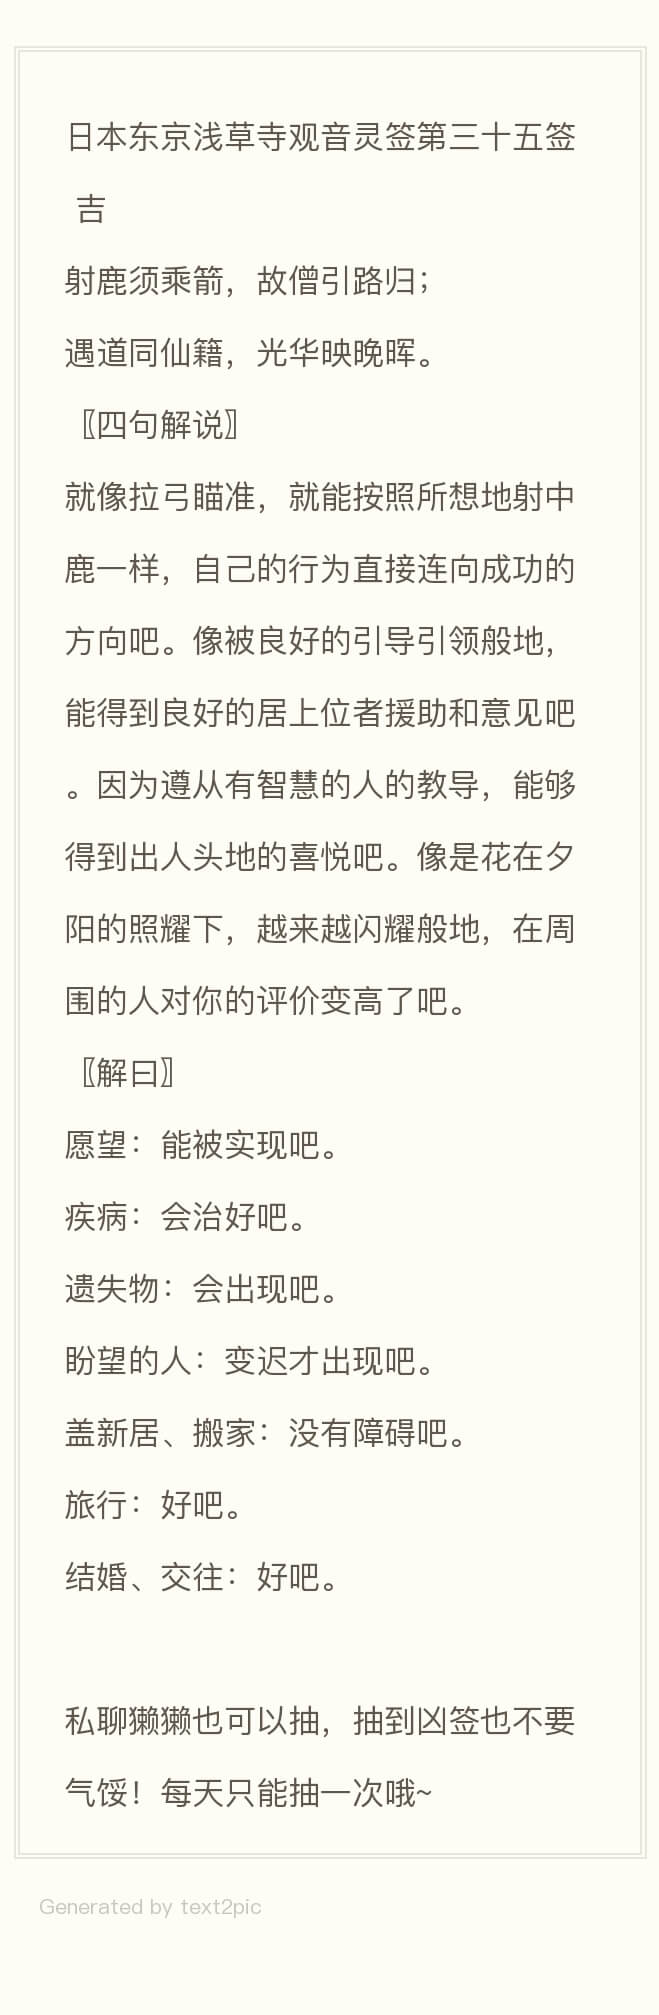 日本东京浅草寺观音灵签第三十五签
吉
射鹿须乘箭，故僧引路归；
遇道同仙籍，光华映晚晖。
〖四句解说〗
就像拉弓瞄准，就能按照所想地射中
鹿一样，自己的行为直接连向成功的
方向吧。像被良好的引导引领般地，
能得到良好的居上位者援助和意见吧
。因为遵从有智慧的人的教导，能够
得到出人头地的喜悦吧。像是花在夕
阳的照耀下，越来越闪耀般地，在周
围的人对你的评价变高了吧。
〖解曰〗
愿望：能被实现吧。
疾病：会治好吧。
遗失物：会出现吧。
盼望的人：变迟才出现吧。
盖新居、搬家：没有障碍吧。
旅行：好吧。
结婚、交往：好吧。
私聊獭獭也可以抽，抽到凶签也不要
气馁！每天只能抽一次哦~
Generated by text2pic